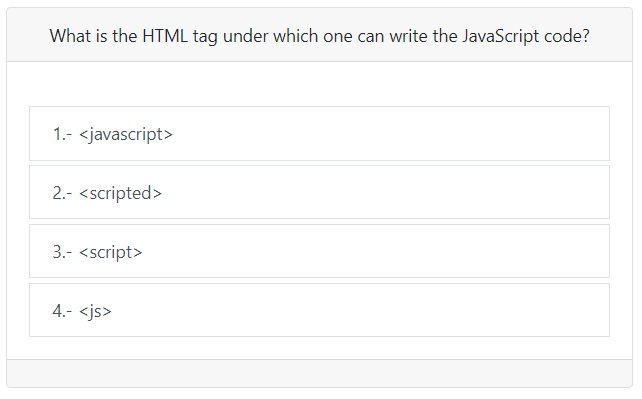 What is the HTML tag under which one can write the JavaScript code?
1.- <javascript>
2.- <scripted>
3.- <script>
4.- <js>